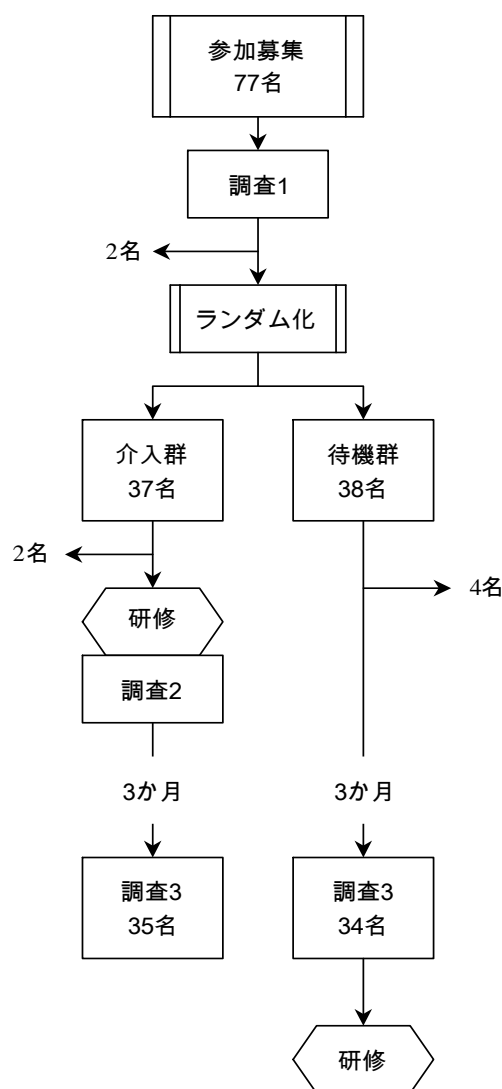 参加募集
77名
調査1
2名
ランダム化
介入群
37名
待機群
38名
2名
4名
研修
調査2
3か月
3か月
調査3
35名
調査3
34名
研修